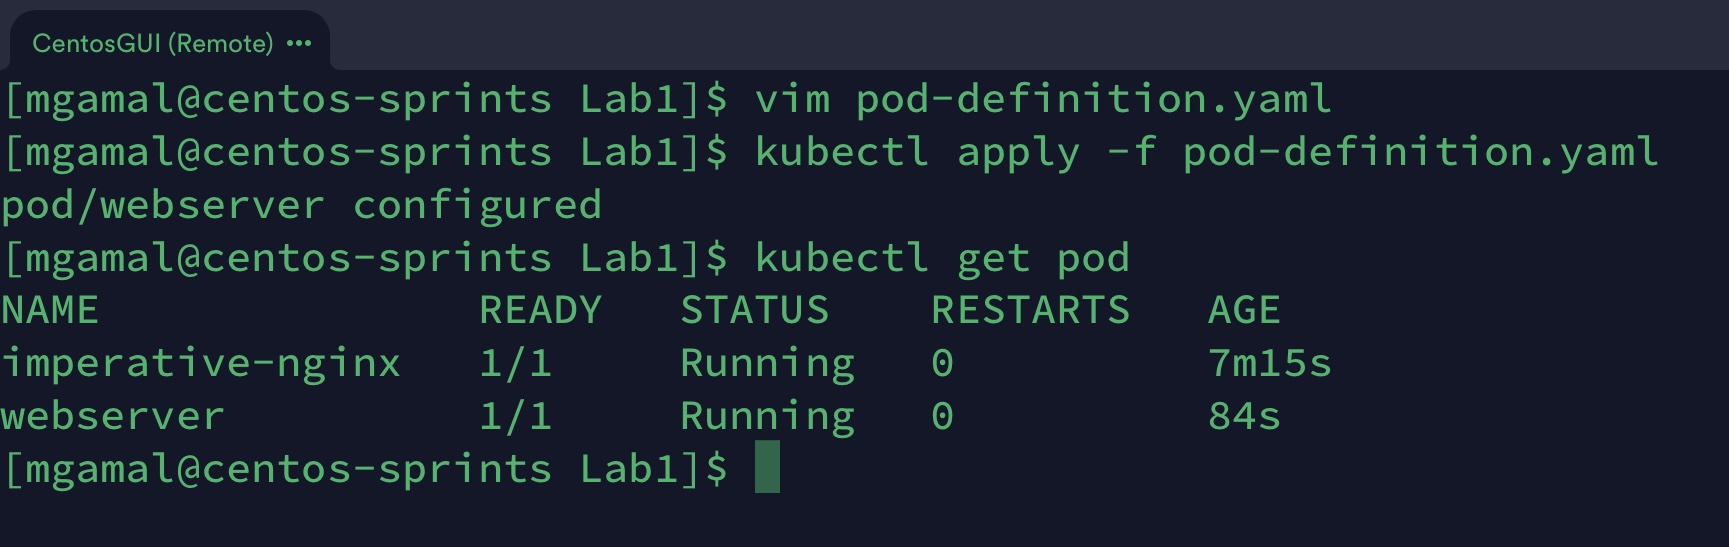 CentosGUI (Remote) •••
[mgamal@centos-sprints Lab1]$ vim pod-definition.yaml
[mgamal@centos-sprints Lab1]$ kubectl apply -f pod-definition.yaml
pod/webserver configured
[mgamal@centos-sprints Lab1]$ kubectl get pod
NAME               READY   STATUS    RESTARTS   AGE
imperative-nginx   1/1     Running   0          7m15s
webserver          1/1     Running   0          84s
[mgamal@centos-sprints Lab1]$